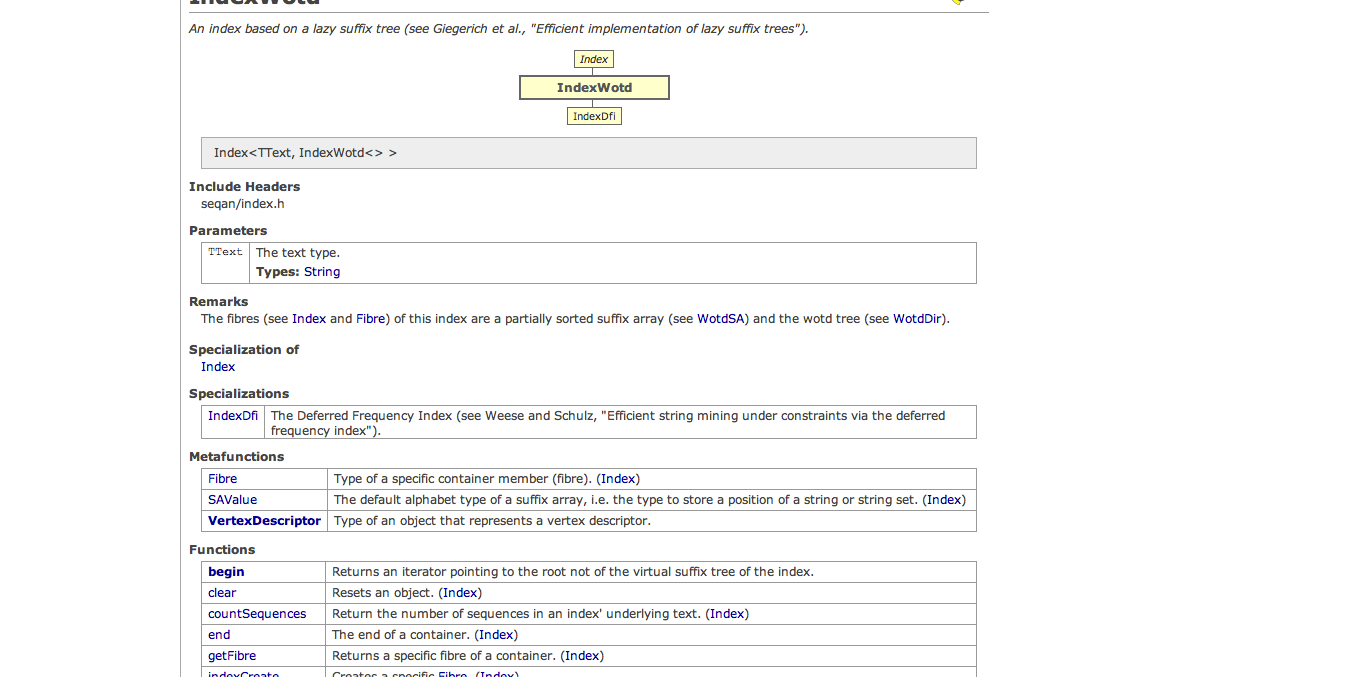 IndexWotd
An index based on a lazy suffix tree (see Giegerich et al., "Efficient implementation of lazy suffix trees").
Index
IndexWotd
IndexDfi
Index<TText, IndexWotd<> >
Include Headers
seqan/index.h
Parameters
TText The text type.
Types: String
Remarks
The fibres (see Index and Fibre) of this index are a partially sorted suffix array (see WotdSA) and the wotd tree (see WotdDir).
Specialization of
Index
Specializations
IndexDfi The Deferred Frequency Index (see Weese and Schulz, "Efficient string mining under constraints via the deferred
frequency index").
Metafunctions
Fibre Type of a specific container member (fibre). (Index)
SAValue The default alphabet type of a suffix array, i.e. the type to store a position of a string or string set. (Index)
VertexDescriptor Type of an object that represents a vertex descriptor.
Functions
begin Returns an iterator pointing to the root not of the virtual suffix tree of the index.
clear Resets an object. (Index)
countSequences Return the number of sequences in an index' underlying text. (Index)
end The end of a container. (Index)
getFibre Returns a specific fibre of a container. (Index)
indexCreate Creates a specific Fibre. (Index)